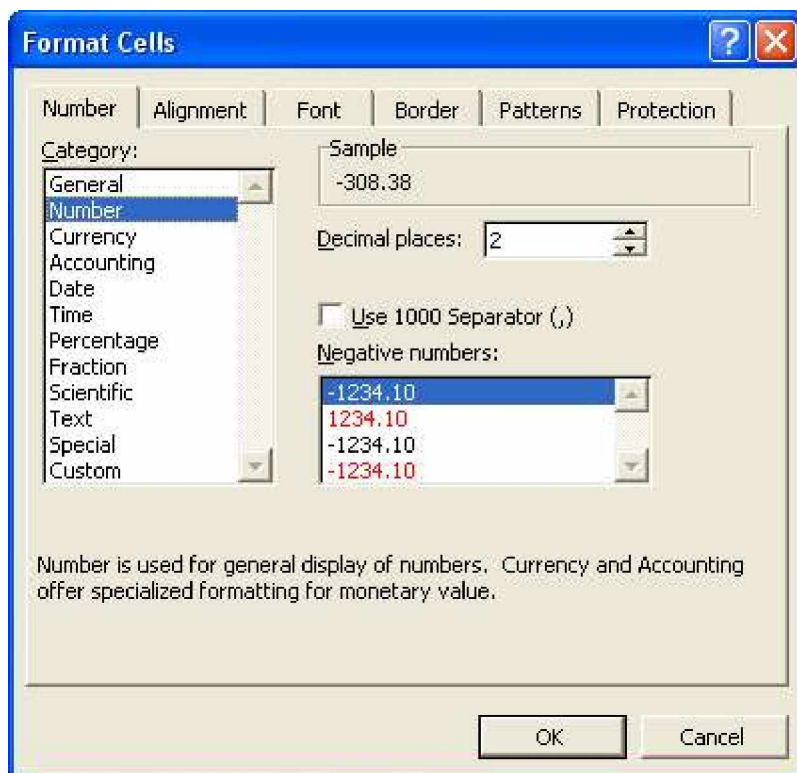 Format Cells
Number Alignment Font Border Patterns Protection
Category:
General
Number
Currency
Accounting
Date
Time
Percentage
Fraction
Scientific
Text
Special
Custom
Sample
-308.38
Decimal places: 2
Use 1000 Separator (,)
Negative numbers:
-1234.10
1234.10
-1234.10
-1234.10
Number is used for general display of numbers. Currency and Accounting
offer specialized formatting for monetary value.
OK Cancel